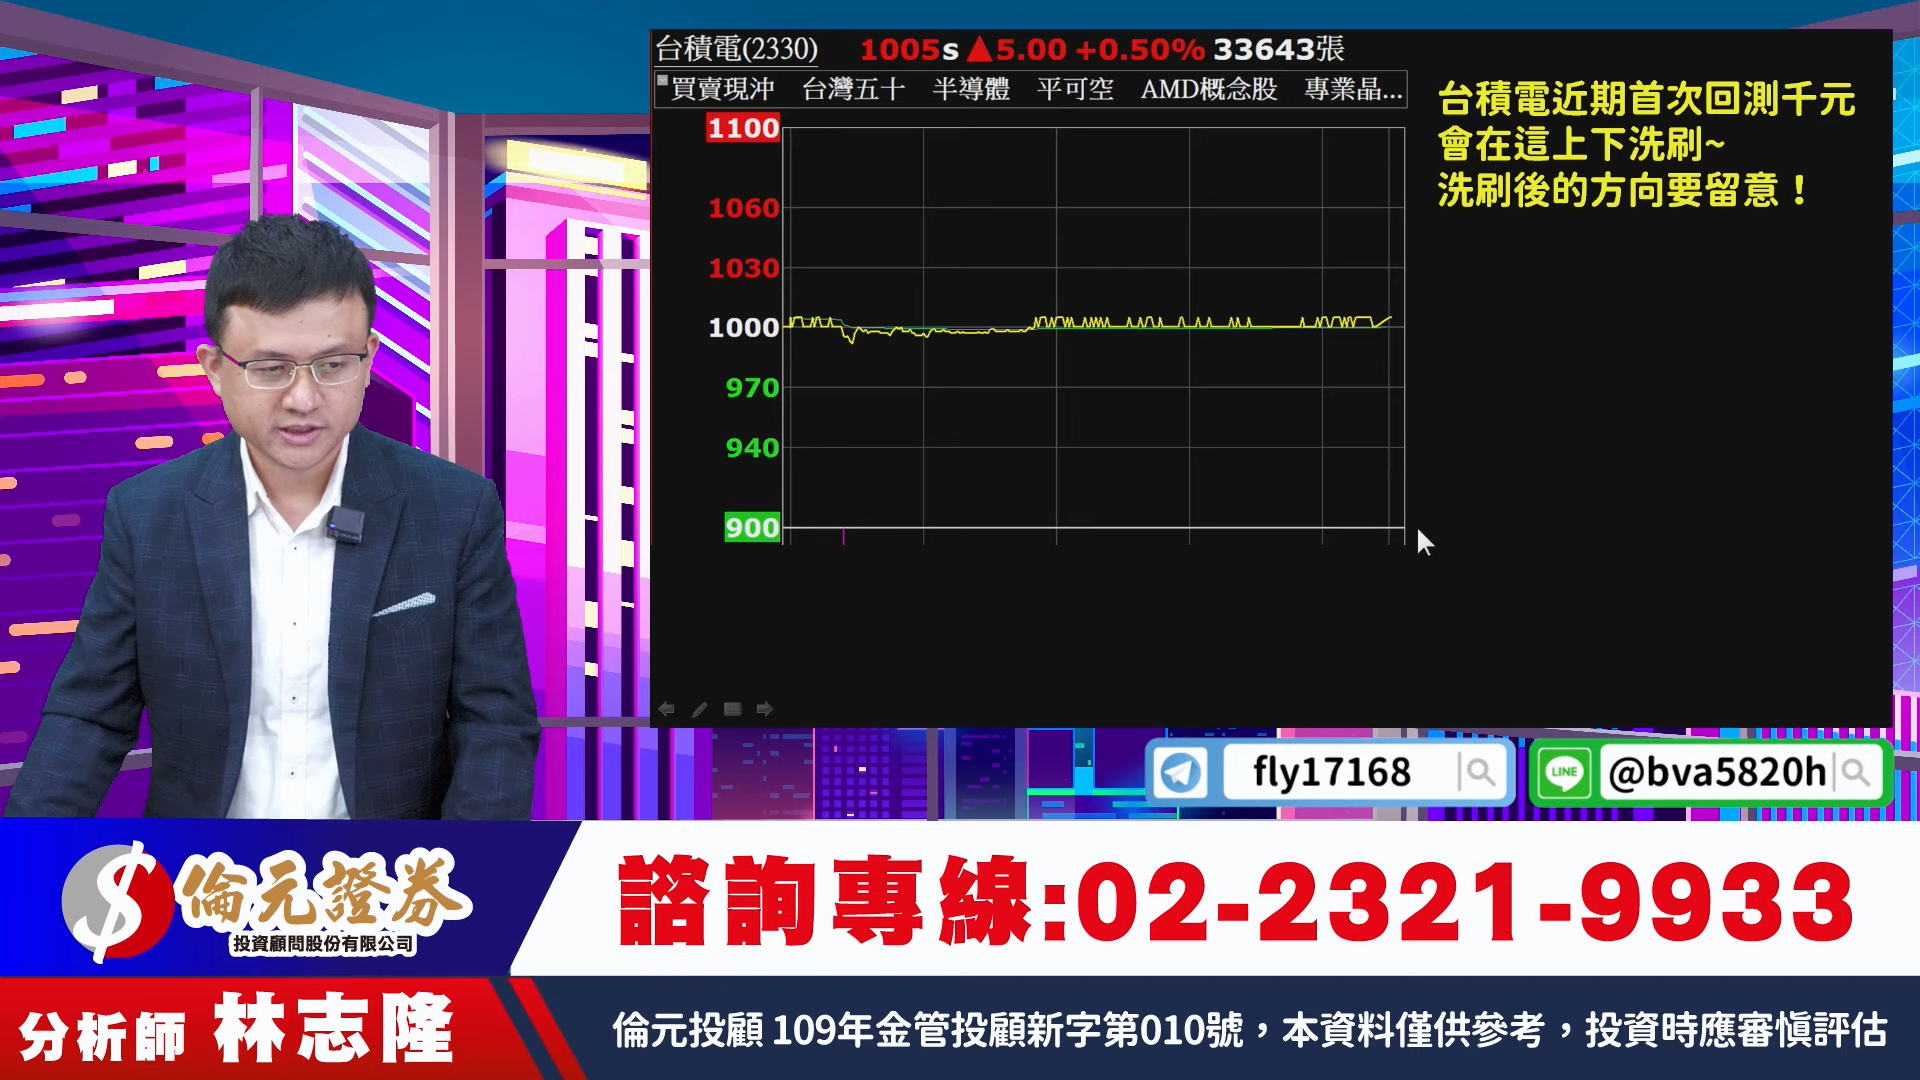 台積電(2330) 1005s ▲5.00 +0.50% 33643張
買賣現沖 台灣五十 半導體 平可空 AMD概念股 專業晶...
1100
1060
1030
1000
970
940
900
台積電近期首次回測千元
會在這上下洗刷~
洗刷後的方向要留意！
fly17168
LINE @bva5820h
倫元證券
投資顧問股份有限公司
諮詢專線:02-2321-9933
分析師 林志隆
倫元投顧 109年金管投顧新字第010號，本資料僅供參考，投資時應審慎評估